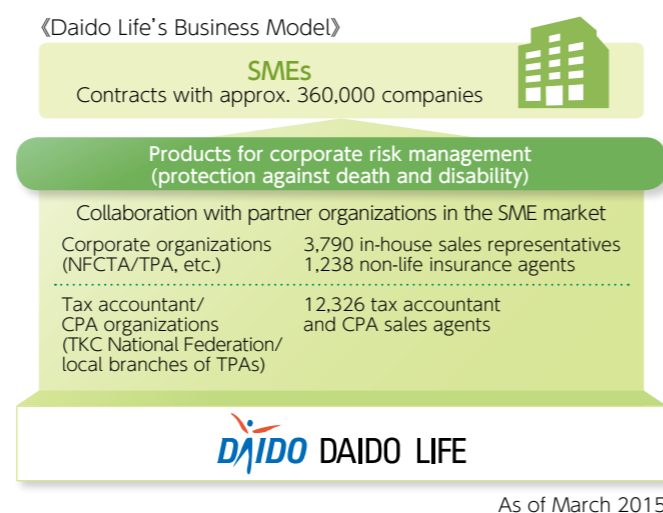 《Daido Life's Business Model》
SMEs
Contracts with approx. 360,000 companies
Products for corporate risk management
(protection against death and disability)
Collaboration with partner organizations in the SME market
Corporate organizations
(NFCTA/TPA, etc.)
3,790 in-house sales representatives
1,238 non-life insurance agents
Tax accountant/
CPA organizations
(TKC National Federation/
local branches of TPAs)
12,326 tax accountant
and CPA sales agents
DAIDO DAIDO LIFE
As of March 2015